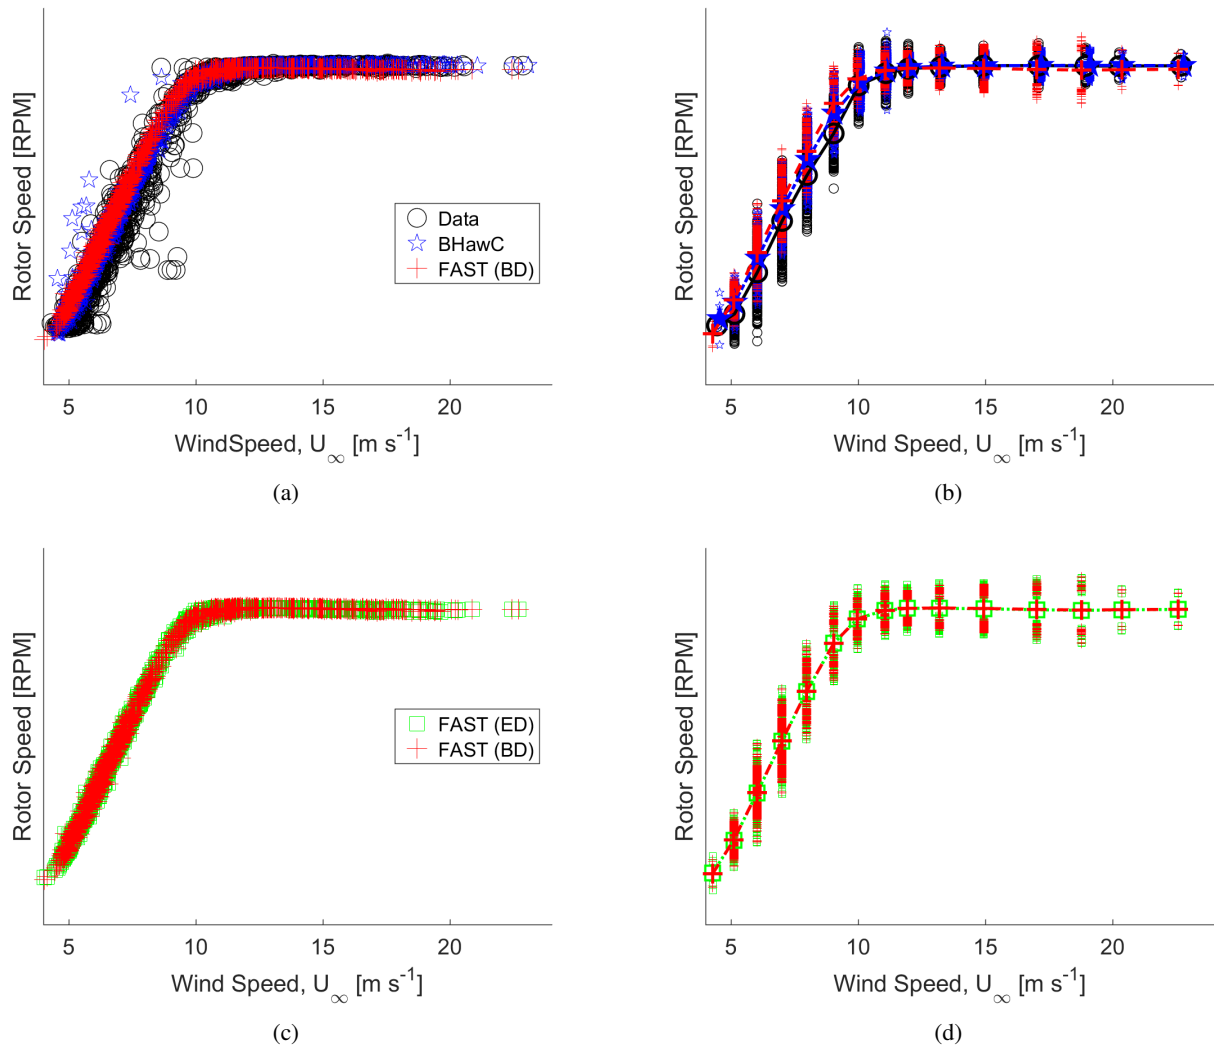 Rotor Speed [RPM]
Data
BHawC
FAST (BD)
5 10 15 20
WindSpeed, U∞ [m s-1]
(a)
Rotor Speed [RPM]
5 10 15 20
Wind Speed, U∞ [m s-1]
(b)
Rotor Speed [RPM]
FAST (ED)
FAST (BD)
5 10 15 20
Wind Speed, U∞ [m s-1]
(c)
Rotor Speed [RPM]
5 10 15 20
Wind Speed, U∞ [m s-1]
(d)